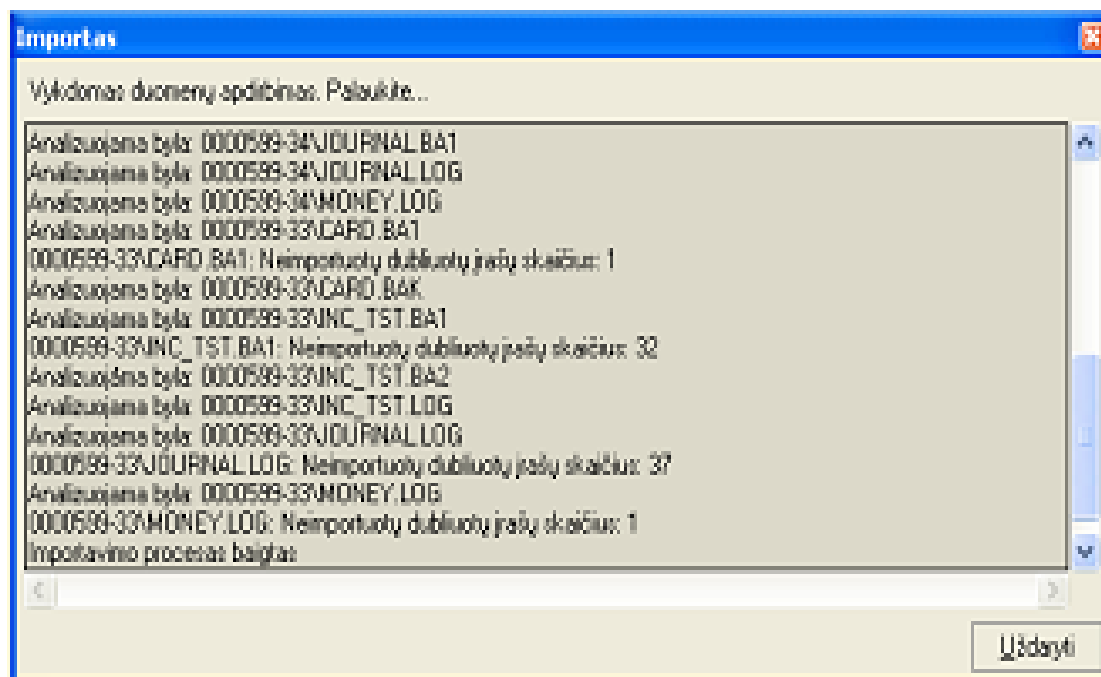 Importas
Vykdomas duomenų apdirbimas. Palaukite...
Analizuojama byla: 0000599-34\JOURNAL.BA1
Analizuojama byla: 0000599-34\JOURNAL.LOG
Analizuojama byla: 0000599-34\MONEY.LOG
Analizuojama byla: 0000599-33\CARD.BA1
0000599-33\CARD.BA1: Neimportuotų dubliuotų įrašų skaičius: 1
Analizuojama byla: 0000599-33\CARD.BAK
Analizuojama byla: 0000599-33\INC_TST.BA1
0000599-33\INC_TST.BA1: Neimportuotų dubliuotų įrašų skaičius: 32
Analizuojama byla: 0000599-33\INC_TST.BA2
Analizuojama byla: 0000599-33\INC_TST.LOG
Analizuojama byla: 0000599-33\JOURNAL.LOG
0000599-33\JOURNAL.LOG: Neimportuotų dubliuotų įrašų skaičius: 37
Analizuojama byla: 0000599-33\MONEY.LOG
0000599-33\MONEY.LOG: Neimportuotų dubliuotų įrašų skaičius: 1
Importavimo procesas baigtas
Uždaryti